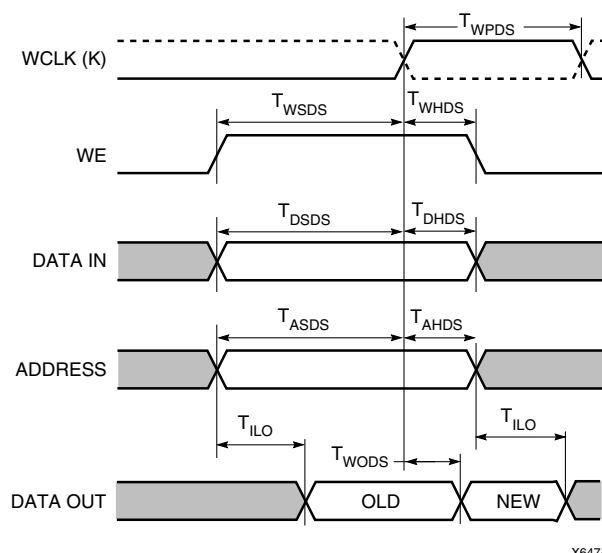 T_WPDS
WCLK (K)
T_WSDS T_WHDS
WE
T_DSDS T_DHDS
DATA IN
T_ASDS T_AHDS
ADDRESS
T_ILO T_ILO
T_WODS
DATA OUT OLD NEW